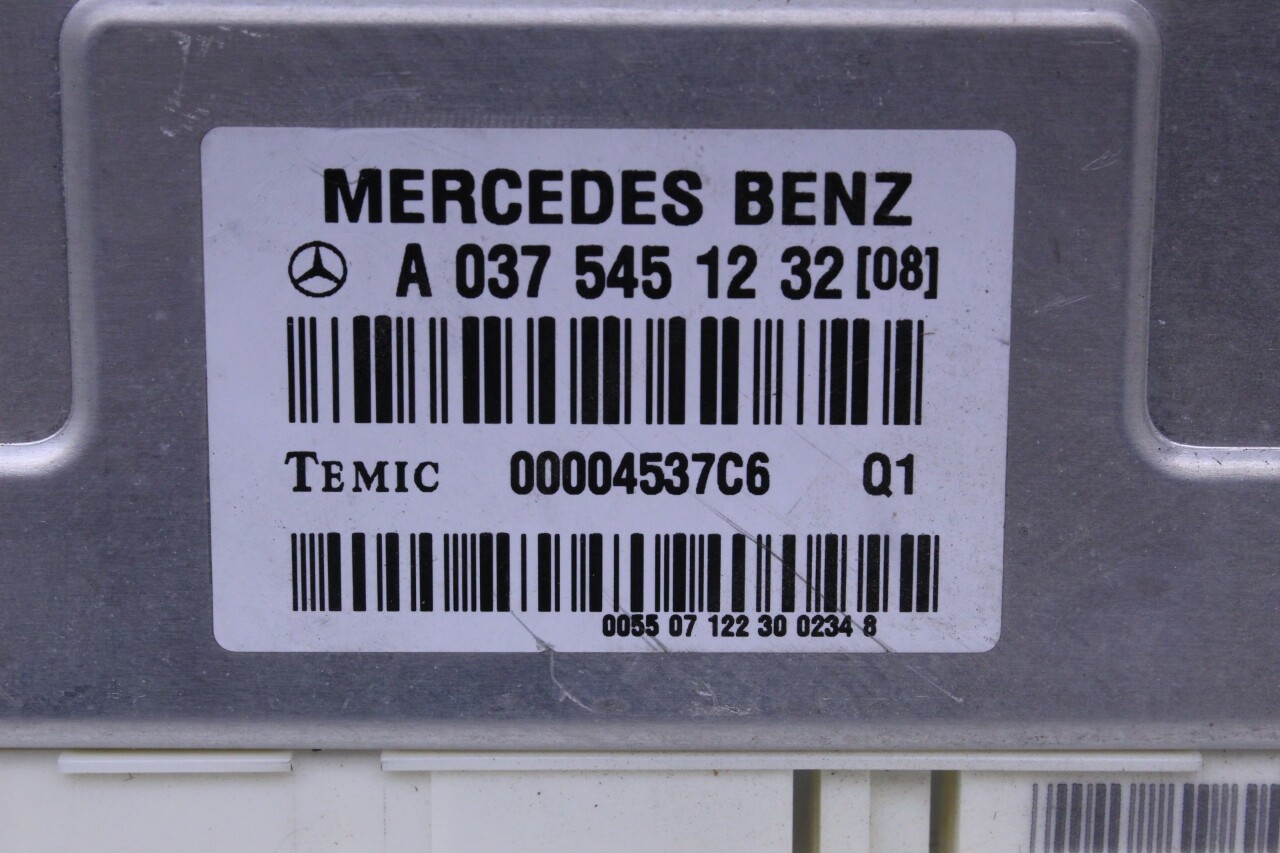 MERCEDES BENZ
A 037 545 12 32 [08]
TEMIC 00004537C6 Q1
0055 07 122 30 0234 8